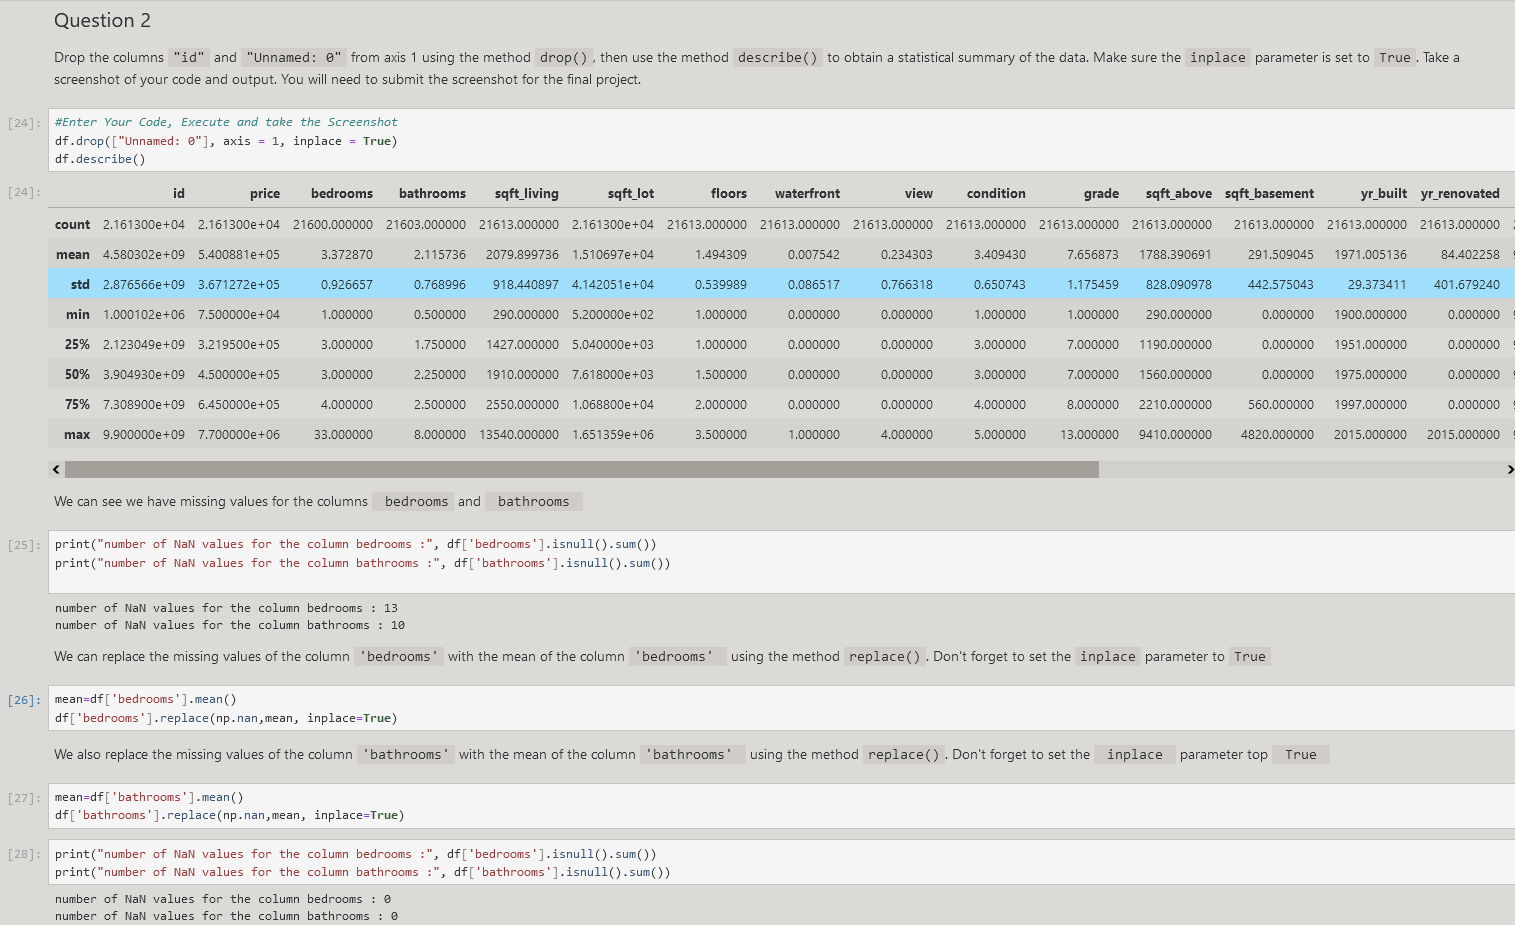 Question 2
Drop the columns "id" and "Unnamed: 0" from axis 1 using the method drop(), then use the method describe() to obtain a statistical summary of the data. Make sure the inplace parameter is set to True. Take a
screenshot of your code and output. You will need to submit the screenshot for the final project.
[24]: #Enter Your Code, Execute and take the Screenshot
df.drop(["Unnamed: 0"], axis = 1, inplace = True)
df.describe()
[24]: id price bedrooms bathrooms sqft_living sqft_lot floors waterfront view condition grade sqft_above sqft_basement yr_built yr_renovated
count 2.161300e+04 2.161300e+04 21600.000000 21603.000000 21613.000000 2.161300e+04 21613.000000 21613.000000 21613.000000 21613.000000 21613.000000 21613.000000 21613.000000 21613.000000 21613.000000
mean 4.580302e+09 5.400881e+05 3.372870 2.115736 2079.899736 1.510697e+04 1.494309 0.007542 0.234303 3.409430 7.656873 1788.390691 291.509045 1971.005136 84.402258
std 2.876566e+09 3.671272e+05 0.926657 0.768996 918.440897 4.142051e+04 0.539989 0.086517 0.766318 0.650743 1.175459 828.090978 442.575043 29.373411 401.679240
min 1.000102e+06 7.500000e+04 1.000000 0.500000 290.000000 5.200000e+02 1.000000 0.000000 0.000000 1.000000 1.000000 290.000000 0.000000 1900.000000 0.000000
25% 2.123049e+09 3.219500e+05 3.000000 1.750000 1427.000000 5.040000e+03 1.000000 0.000000 0.000000 3.000000 7.000000 1190.000000 0.000000 1951.000000 0.000000
50% 3.904930e+09 4.500000e+05 3.000000 2.250000 1910.000000 7.618000e+03 1.500000 0.000000 0.000000 3.000000 7.000000 1560.000000 0.000000 1975.000000 0.000000
75% 7.308900e+09 6.450000e+05 4.000000 2.500000 2550.000000 1.068800e+04 2.000000 0.000000 0.000000 4.000000 8.000000 2210.000000 560.000000 1997.000000 0.000000
max 9.900000e+09 7.700000e+06 33.000000 8.000000 13540.000000 1.651359e+06 3.500000 1.000000 4.000000 5.000000 13.000000 9410.000000 4820.000000 2015.000000 2015.000000
We can see we have missing values for the columns bedrooms and bathrooms
[25]: print("number of NaN values for the column bedrooms :", df['bedrooms'].isnull().sum())
print("number of NaN values for the column bathrooms :", df['bathrooms'].isnull().sum())
number of NaN values for the column bedrooms : 13
number of NaN values for the column bathrooms : 10
We can replace the missing values of the column 'bedrooms' with the mean of the column 'bedrooms' using the method replace(). Don't forget to set the inplace parameter to True
[26]: mean=df['bedrooms'].mean()
df['bedrooms'].replace(np.nan,mean, inplace=True)
We also replace the missing values of the column 'bathrooms' with the mean of the column 'bathrooms' using the method replace(). Don't forget to set the inplace parameter top True
[27]: mean=df['bathrooms'].mean()
df['bathrooms'].replace(np.nan,mean, inplace=True)
[28]: print("number of NaN values for the column bedrooms :", df['bedrooms'].isnull().sum())
print("number of NaN values for the column bathrooms :", df['bathrooms'].isnull().sum())
number of NaN values for the column bedrooms : 0
number of NaN values for the column bathrooms : 0